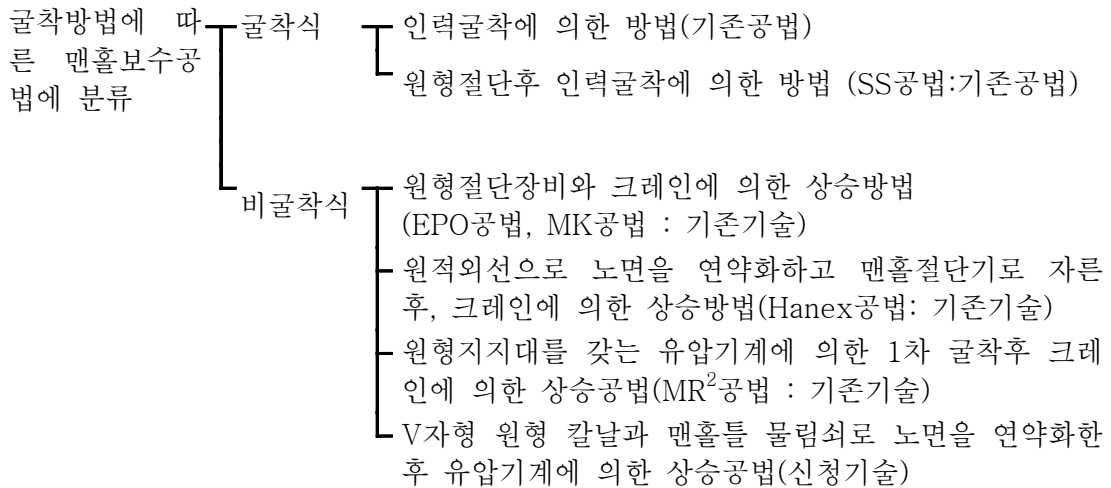 굴착방법에 따
른 맨홀보수공
법에 분류
굴착식
인력굴착에 의한 방법(기존공법)
원형절단후 인력굴착에 의한 방법 (SS공법:기존공법)
비굴착식
원형절단장비와 크레인에 의한 상승방법
(EPO공법, MK공법 : 기존기술)
원적외선으로 노면을 연약화하고 맨홀절단기로 자른
후, 크레인에 의한 상승방법(Hanex공법: 기존기술)
원형지지대를 갖는 유압기계에 의한 1차 굴착후 크레
인에 의한 상승공법(MR²공법 : 기존기술)
V자형 원형 칼날과 맨홀틀 물림쇠로 노면을 연약화한
후 유압기계에 의한 상승공법(신청기술)